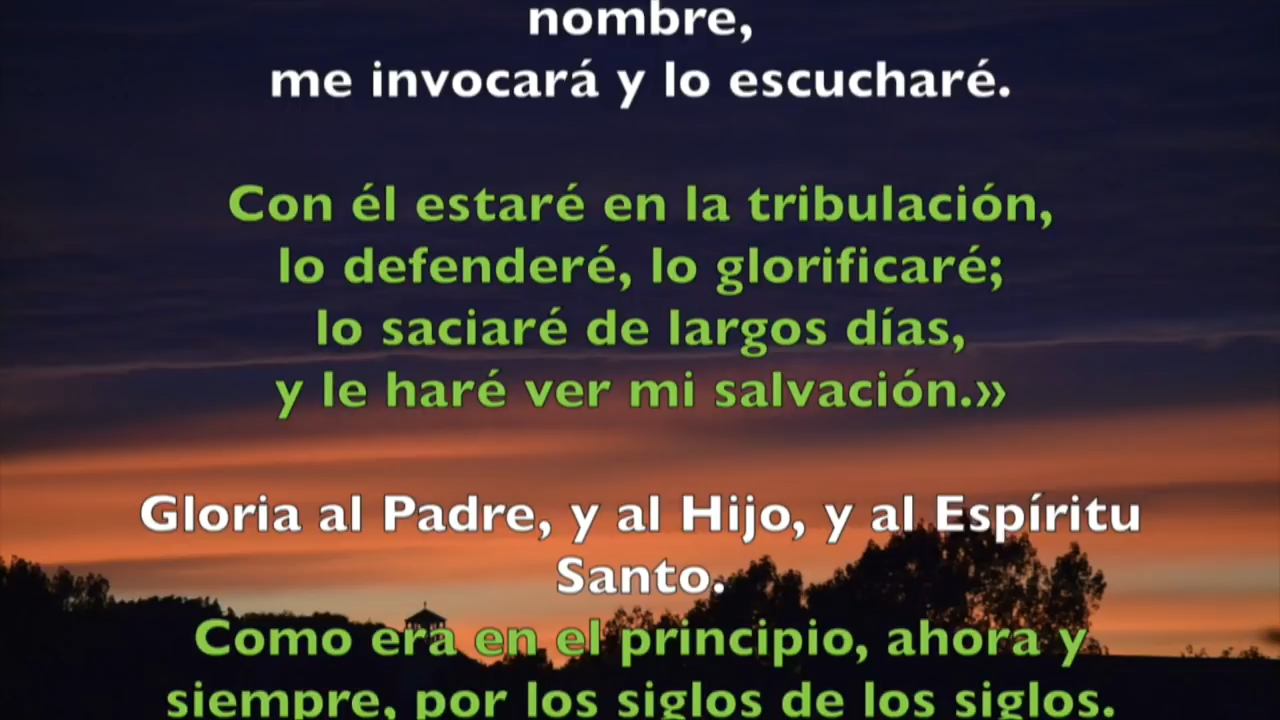 nombre,
me invocará y lo escucharé.
Con él estaré en la tribulación,
lo defenderé, lo glorificaré;
lo saciaré de largos días,
y le haré ver mi salvación.»
Gloria al Padre, y al Hijo, y al Espíritu
Santo.
Como era en el principio, ahora y
siempre, por los siglos de los siglos.